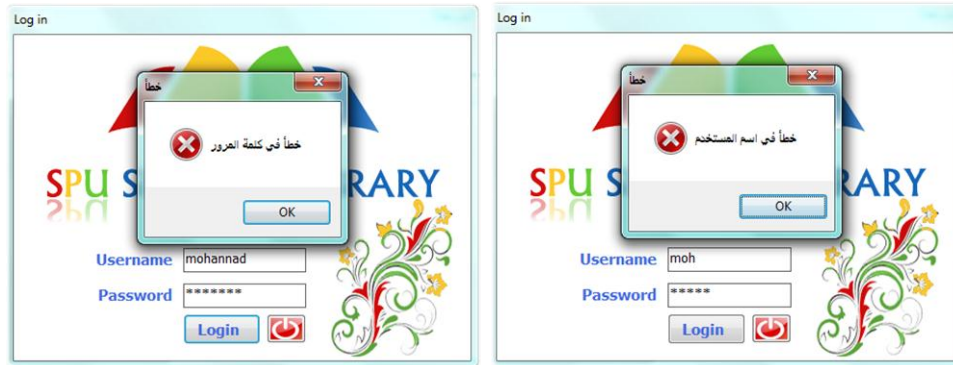 Log in
خطأ
خطأ في كلمة المرور
OK
SPU S RARY
Username mohannad
Password *******
Login
Log in
خطأ
خطأ في اسم المستخدم
OK
SPU S RARY
Username moh
Password *****
Login